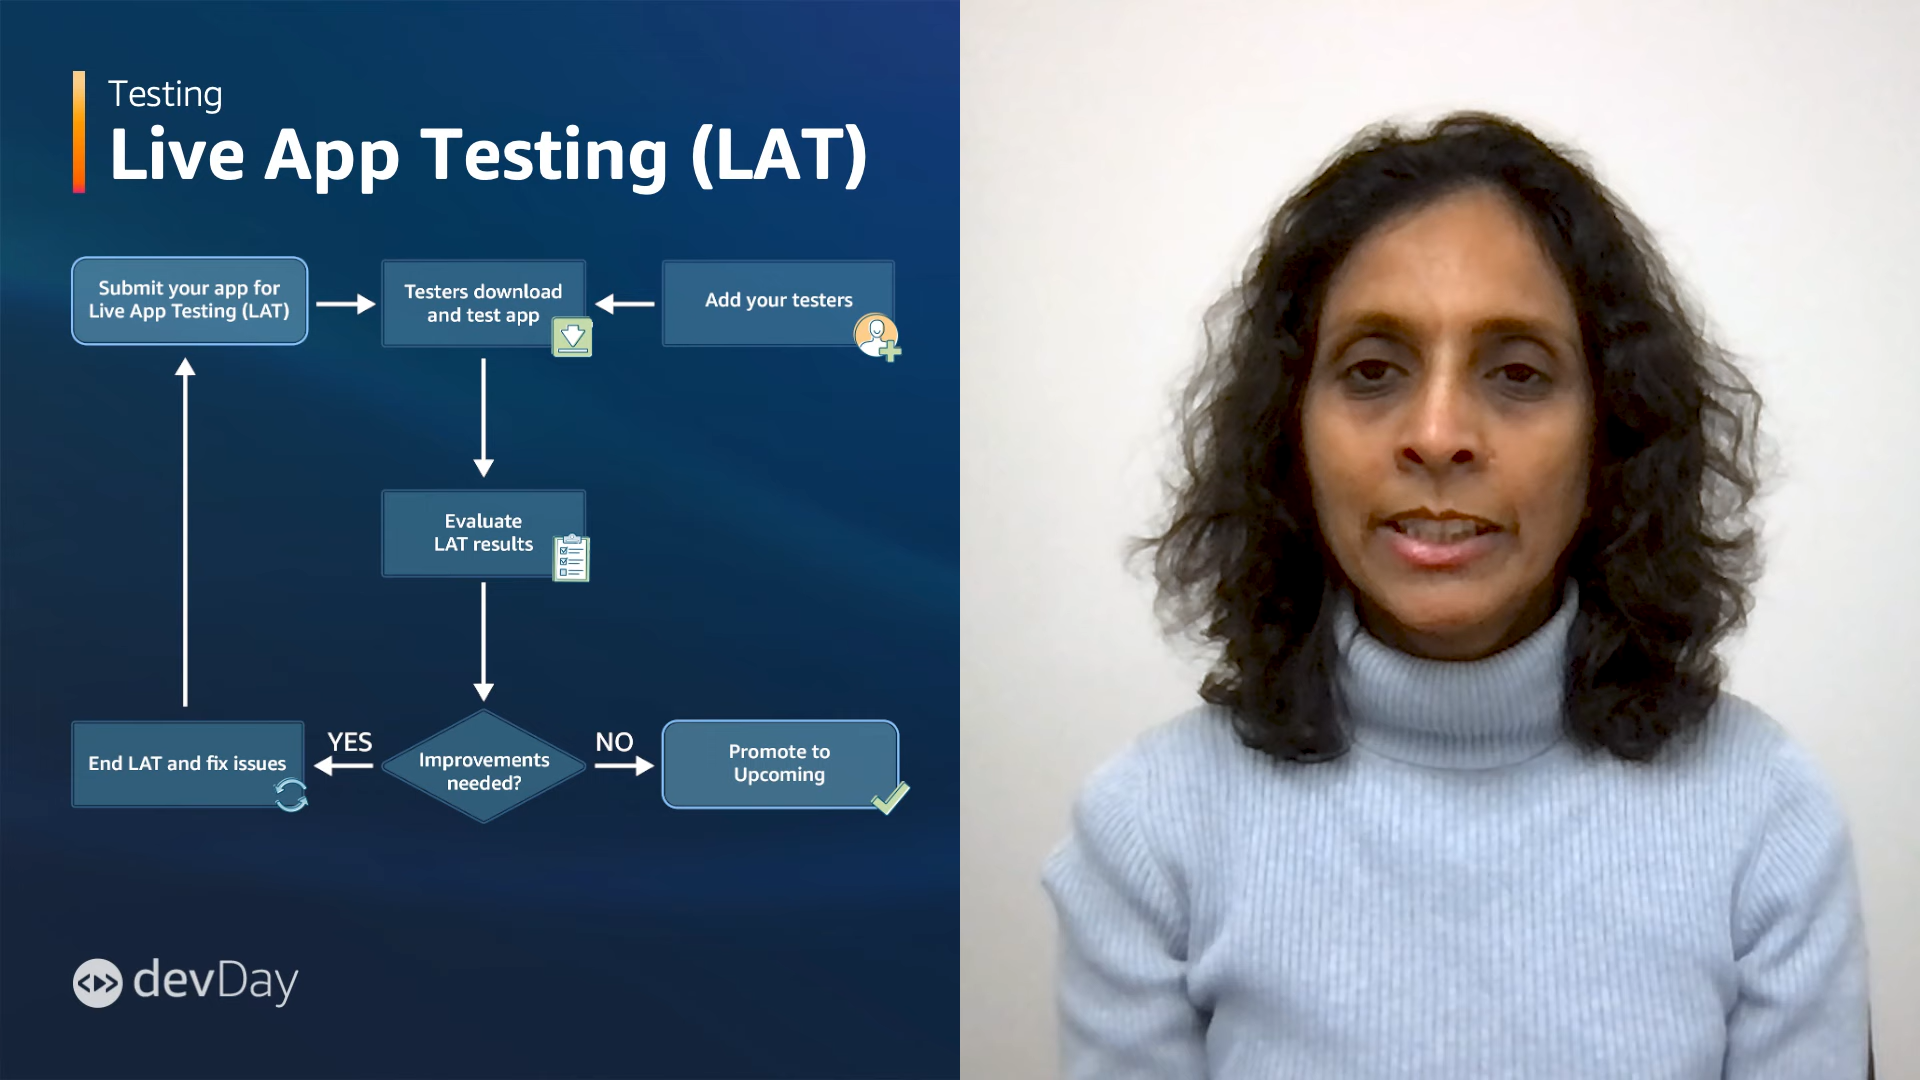 Testing
Live App Testing (LAT)
Submit your app for
Live App Testing (LAT)
Testers download
and test app
Add your testers
Evaluate
LAT results
End LAT and fix issues
YES
Improvements
needed?
NO
Promote to
Upcoming
devDay